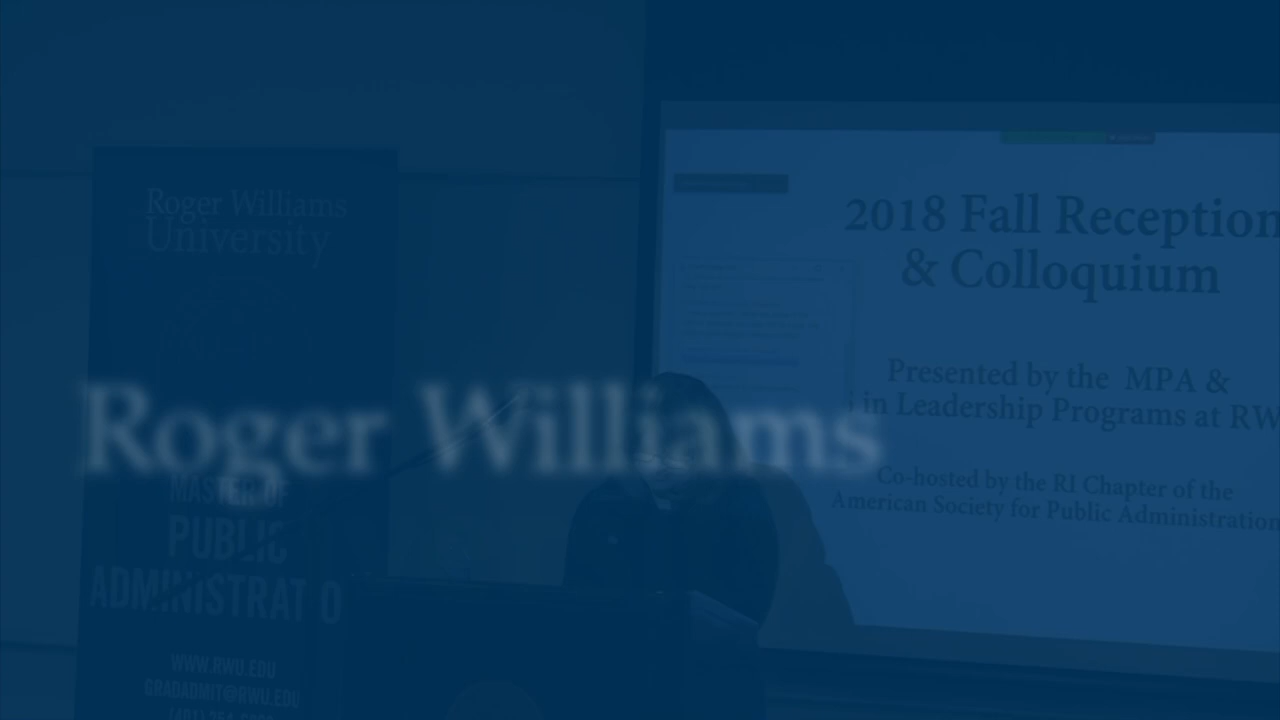 Roger Williams
University
MASTER OF
PUBLIC
ADMINISTRATIO
WWW.RWU.EDU
GRADADMIT@RWU.EDU
Roger Williams
2018 Fall Reception
& Colloquium
Presented by the MPA &
in Leadership Programs at RW
Co-hosted by the RI Chapter of the
American Society for Public Administration